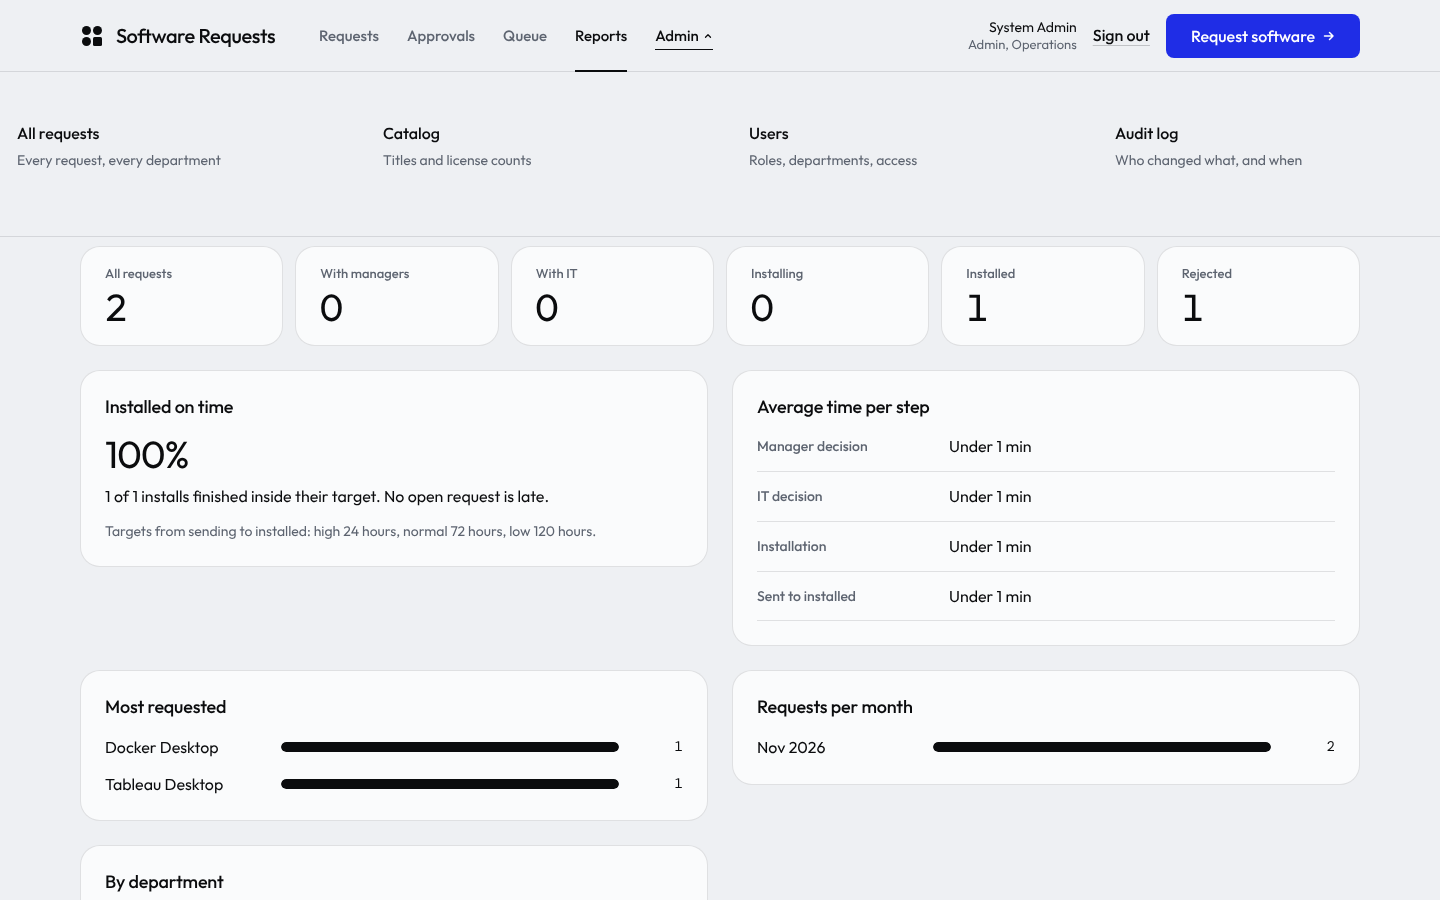 Software Requests
Requests
Approvals
Queue
Reports
Admin
System Admin
Admin, Operations
Sign out
Request software →
All requests
Every request, every department
Catalog
Titles and license counts
Users
Roles, departments, access
Audit log
Who changed what, and when
All requests
2
With managers
0
With IT
0
Installing
0
Installed
1
Rejected
1
Installed on time
100%
1 of 1 installs finished inside their target. No open request is late.
Targets from sending to installed: high 24 hours, normal 72 hours, low 120 hours.
Average time per step
Manager decision Under 1 min
IT decision Under 1 min
Installation Under 1 min
Sent to installed Under 1 min
Most requested
Docker Desktop 1
Tableau Desktop 1
Requests per month
Nov 2026 2
By department